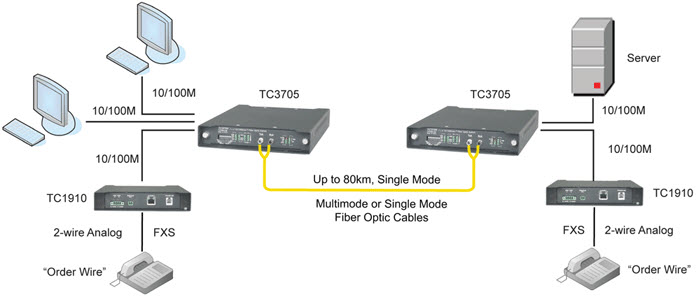 TC3705
TC3705
Server
10/100M
10/100M
10/100M
10/100M
10/100M
Up to 80km, Single Mode
Multimode or Single Mode
Fiber Optic Cables
TC1910
TC1910
2-wire Analog FXS
FXS 2-wire Analog
“Order Wire”
“Order Wire”